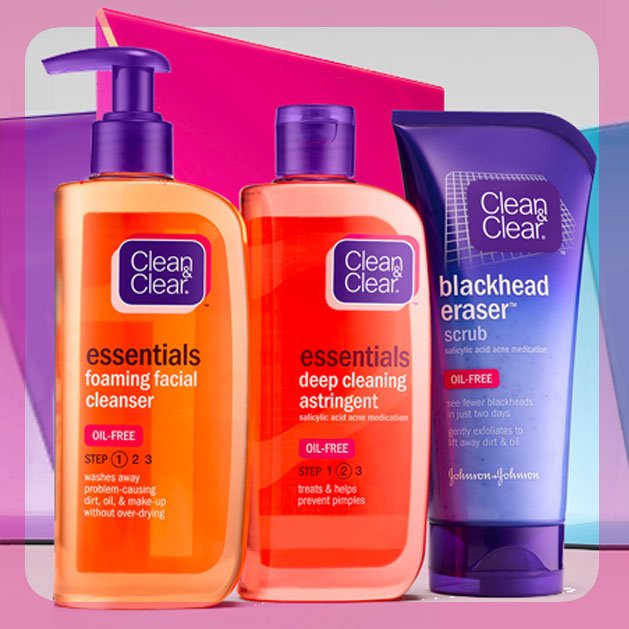 Clean
&
Clear®
™
essentials
foaming facial
cleanser
OIL-FREE
STEP 1 2 3
washes away
problem-causing
dirt, oil, & make-up
without over-drying
Clean
&
Clear®
™
essentials
deep cleaning
astringent
salicylic acid acne medication
OIL-FREE
STEP 1 2 3
treats & helps
prevent pimples
Clean
&
Clear®
blackhead
eraser™
scrub
salicylic acid acne medication
OIL-FREE
see fewer blackheads
in just two days
gently exfoliates to
lift away dirt & oil
Johnson & Johnson